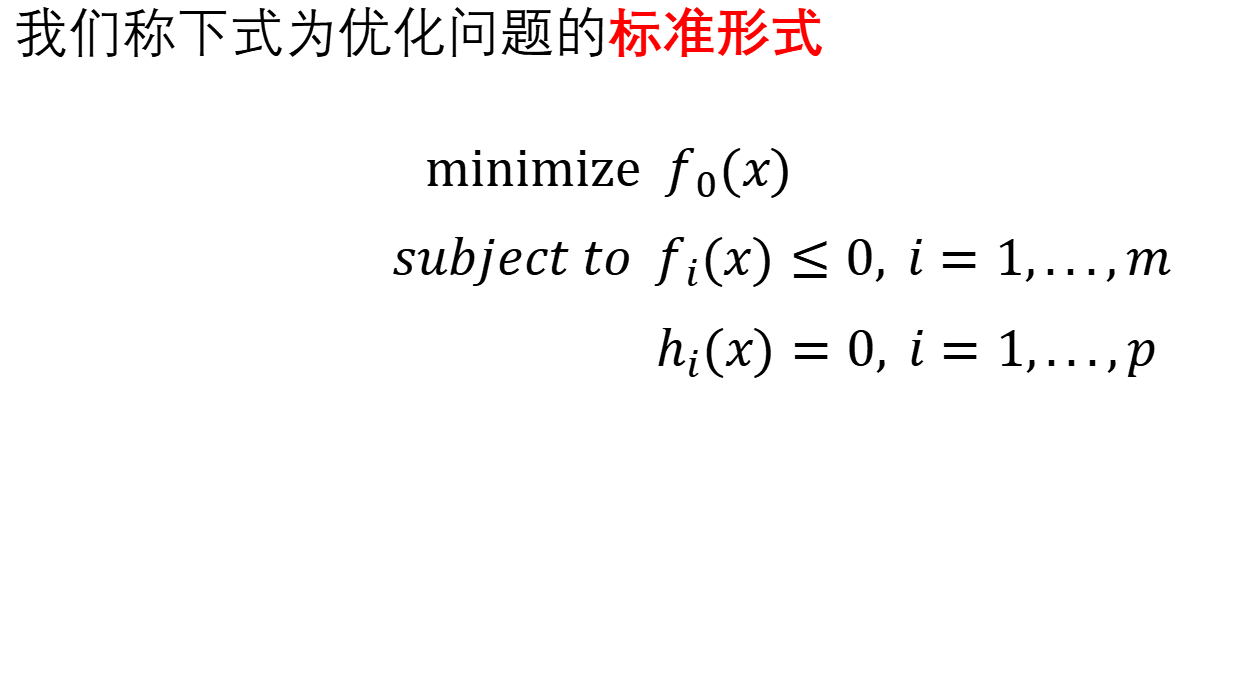 我们称下式为优化问题的标准形式
minimize f₀(x)
subject to fᵢ(x) ≤ 0, i = 1,...,m
hᵢ(x) = 0, i = 1,...,p